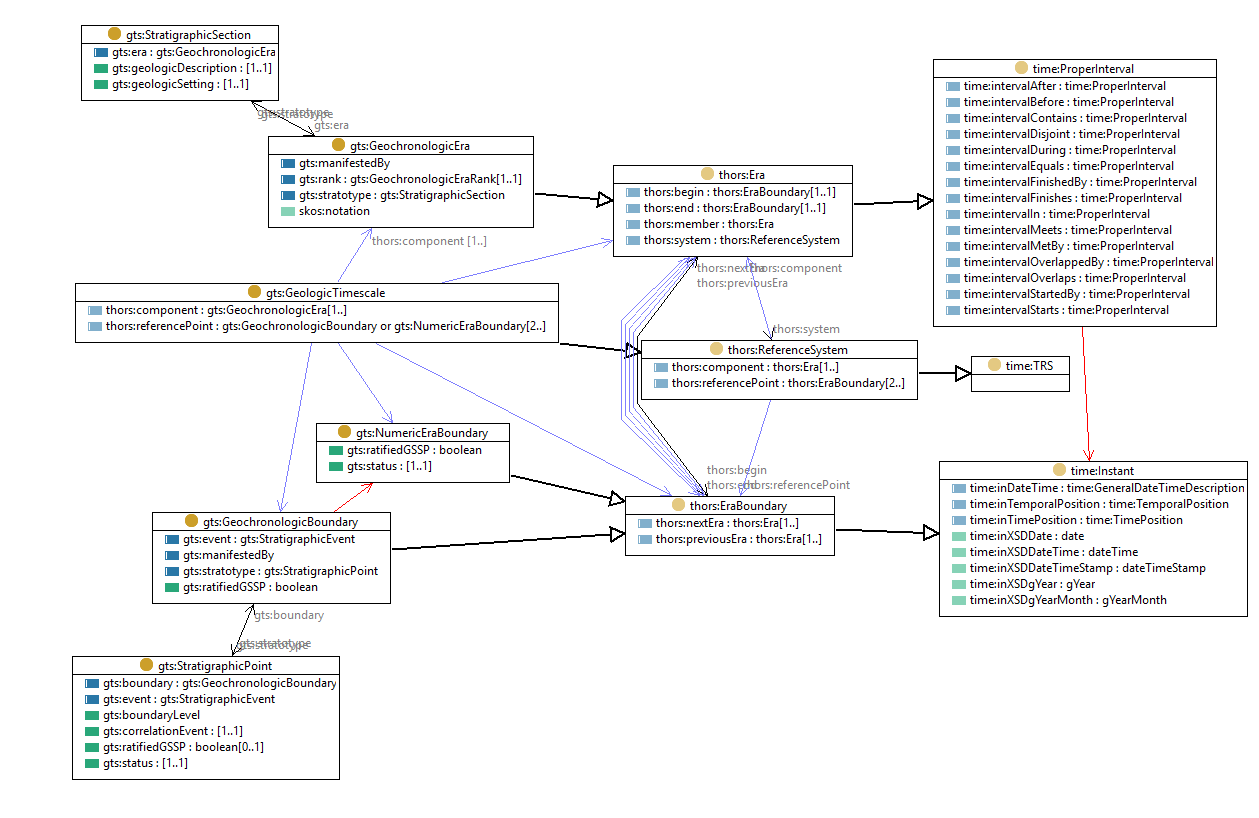 gts:StratigraphicSection
gts:era : gts:GeochronologicEra
gts:geologicDescription : [1..1]
gts:geologicSetting : [1..1]
gts:stratotype
gts:stratotype
gts:era
gts:GeochronologicEra
gts:manifestedBy
gts:rank : gts:GeochronologicEraRank[1..1]
gts:stratotype : gts:StratigraphicSection
skos:notation
thors:component [1..]
thors:Era
thors:begin : thors:EraBoundary[1..1]
thors:end : thors:EraBoundary[1..1]
thors:member : thors:Era
thors:system : thors:ReferenceSystem
thors:nextEra
thors:component
thors:previousEra
thors:system
time:ProperInterval
time:intervalAfter : time:ProperInterval
time:intervalBefore : time:ProperInterval
time:intervalContains : time:ProperInterval
time:intervalDisjoint : time:ProperInterval
time:intervalDuring : time:ProperInterval
time:intervalEquals : time:ProperInterval
time:intervalFinishedBy : time:ProperInterval
time:intervalFinishes : time:ProperInterval
time:intervalIn : time:ProperInterval
time:intervalMeets : time:ProperInterval
time:intervalMetBy : time:ProperInterval
time:intervalOverlappedBy : time:ProperInterval
time:intervalOverlaps : time:ProperInterval
time:intervalStartedBy : time:ProperInterval
time:intervalStarts : time:ProperInterval
gts:GeologicTimescale
thors:component : gts:GeochronologicEra[1..]
thors:referencePoint : gts:GeochronologicBoundary or gts:NumericEraBoundary[2..]
thors:ReferenceSystem
thors:component : thors:Era[1..]
thors:referencePoint : thors:EraBoundary[2..]
time:TRS
gts:NumericEraBoundary
gts:ratifiedGSSP : boolean
gts:status : [1..1]
thors:begin
thors:end
thors:referencePoint
thors:EraBoundary
thors:nextEra : thors:Era[1..]
thors:previousEra : thors:Era[1..]
time:Instant
time:inDateTime : time:GeneralDateTimeDescription
time:inTemporalPosition : time:TemporalPosition
time:inTimePosition : time:TimePosition
time:inXSDDate : date
time:inXSDDateTime : dateTime
time:inXSDDateTimeStamp : dateTimeStamp
time:inXSDgYear : gYear
time:inXSDgYearMonth : gYearMonth
gts:GeochronologicBoundary
gts:event : gts:StratigraphicEvent
gts:manifestedBy
gts:stratotype : gts:StratigraphicPoint
gts:ratifiedGSSP : boolean
gts:boundary
gts:stratotype
gts:stratotype
gts:StratigraphicPoint
gts:boundary : gts:GeochronologicBoundary
gts:event : gts:StratigraphicEvent
gts:boundaryLevel
gts:correlationEvent : [1..1]
gts:ratifiedGSSP : boolean[0..1]
gts:status : [1..1]